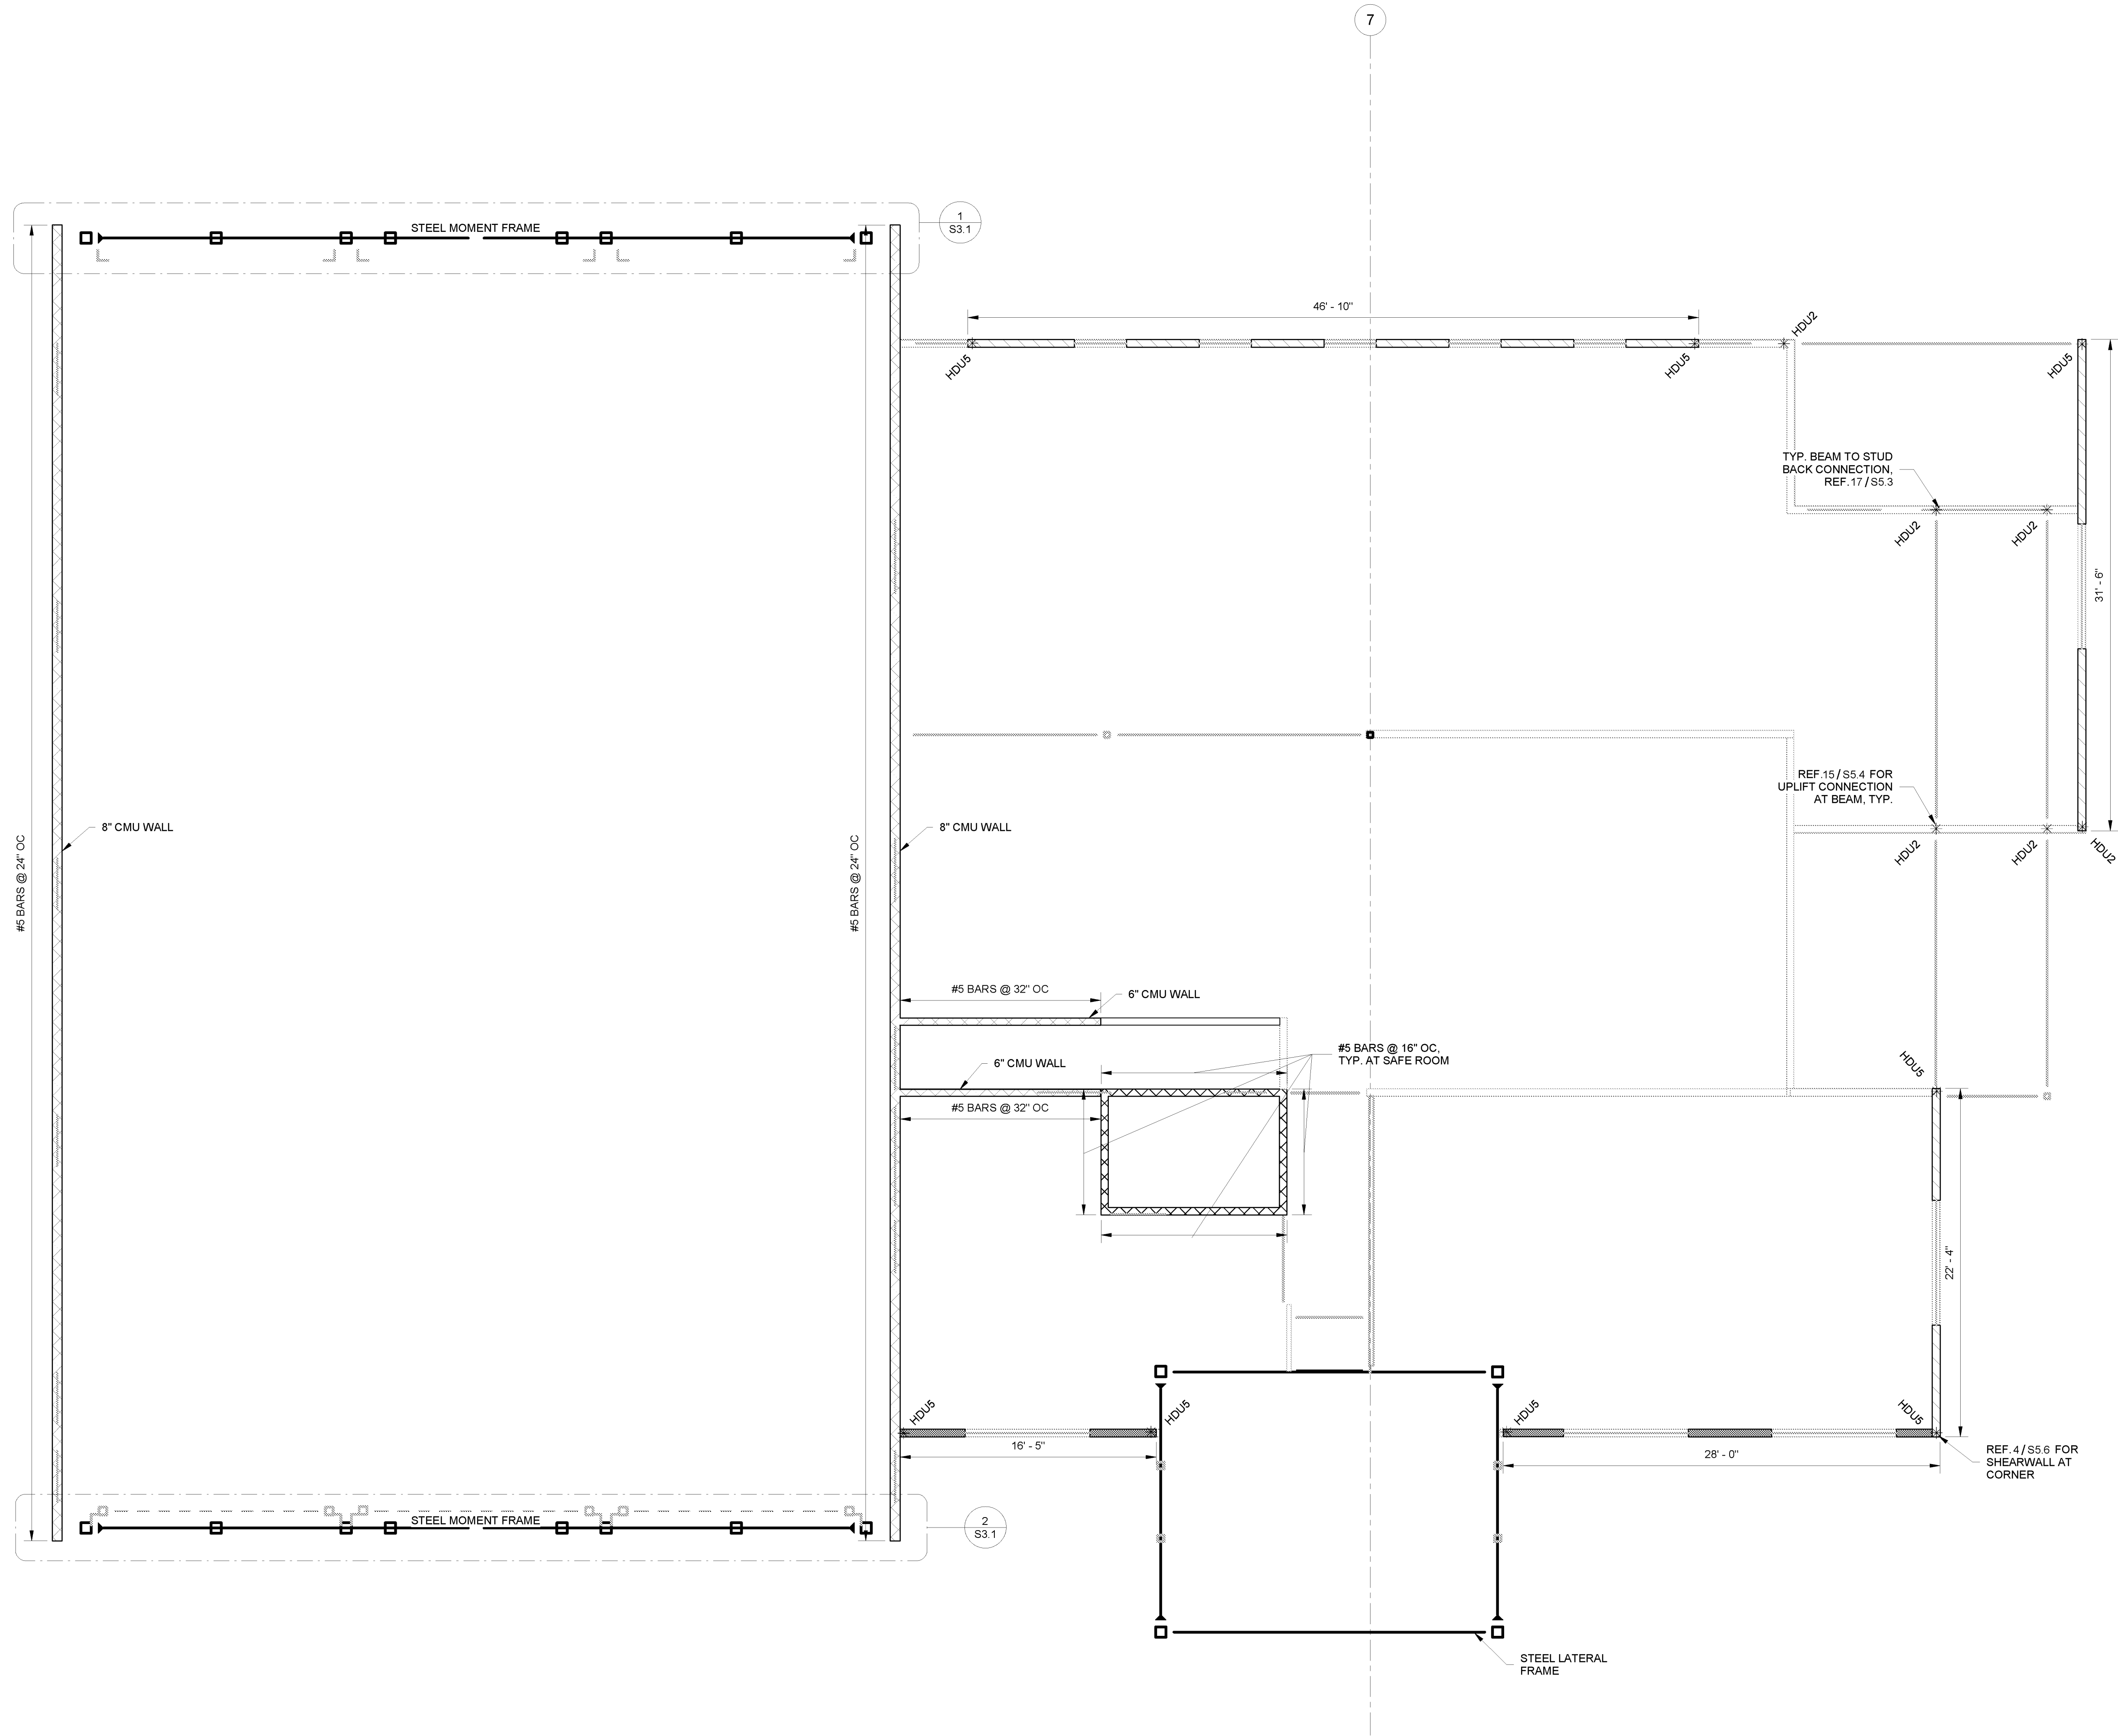 7
STEEL MOMENT FRAME
1
S3.1
46' - 10"
HDU2
HDU5
HDU5
HDU5
TYP. BEAM TO STUD
BACK CONNECTION,
REF. 17 / S5.3
HDU2
HDU2
31' - 6"
REF. 15 / S5.4 FOR
UPLIFT CONNECTION
AT BEAM, TYP.
8" CMU WALL
8" CMU WALL
#5 BARS @ 24" OC
#5 BARS @ 24" OC
HDU2
HDU2
HDU2
#5 BARS @ 32" OC
6" CMU WALL
#5 BARS @ 16" OC,
TYP. AT SAFE ROOM
6" CMU WALL
HDU5
#5 BARS @ 32" OC
22' - 4"
HDU5
HDU5
HDU5
HDU5
16' - 5"
28' - 0"
REF. 4 / S5.6 FOR
SHEARWALL AT
CORNER
STEEL MOMENT FRAME
2
S3.1
STEEL LATERAL
FRAME